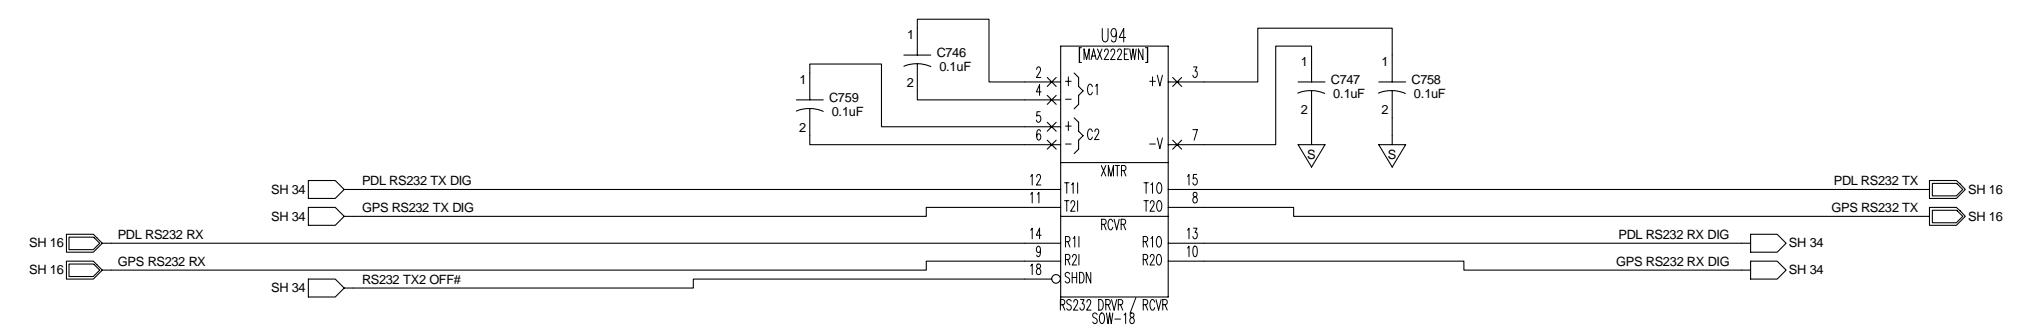 U94
[MAX222EWN]
1
C746
0.1uF
2
1
C759
0.1uF
2
2 + C1
4 -
5 + C2
6 -
+V 3
-V 7
1
C747
0.1uF
2
S
1
C758
0.1uF
2
S
XMTR
SH 34 PDL RS232 TX DIG 12 T1I T1O 15 PDL RS232 TX SH 16
SH 34 GPS RS232 TX DIG 11 T2I T2O 8 GPS RS232 TX SH 16
RCVR
SH 16 PDL RS232 RX 14 R1I R1O 13 PDL RS232 RX DIG SH 34
SH 16 GPS RS232 RX 9 R2I R2O 10 GPS RS232 RX DIG SH 34
SH 34 RS232 TX2 OFF# 18 SHDN
RS232 DRVR / RCVR
SOW-18